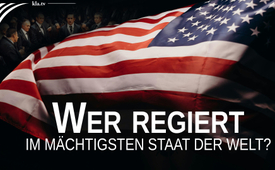 kla.tv
WER REGIERT
IM MÄCHTIGSTEN STAAT DER WELT?